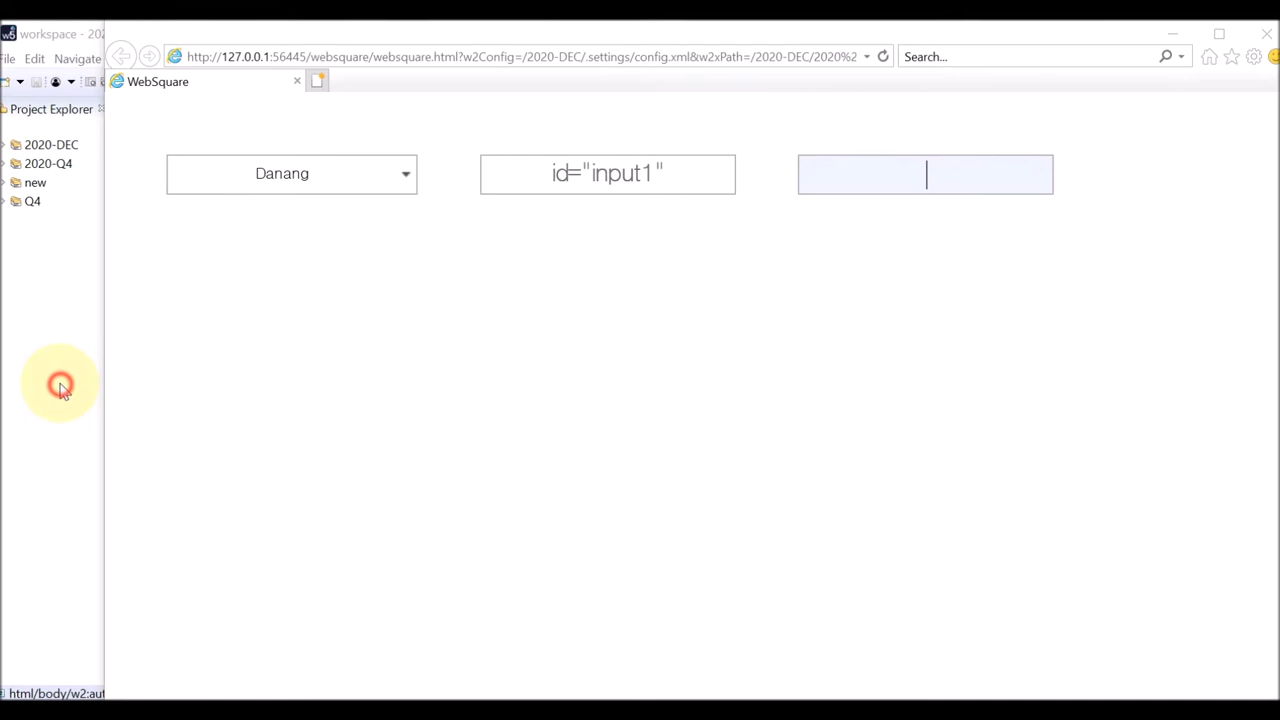 workspace - 202
File Edit Navigate
Project Explorer
2020-DEC
2020-Q4
new
Q4
html/body/w2:aut
http://127.0.0.1:56445/websquare/websquare.html?w2Config=/2020-DEC/.settings/config.xml&w2xPath=/2020-DEC/2020%2
Search...
WebSquare
Danang
id="input1"